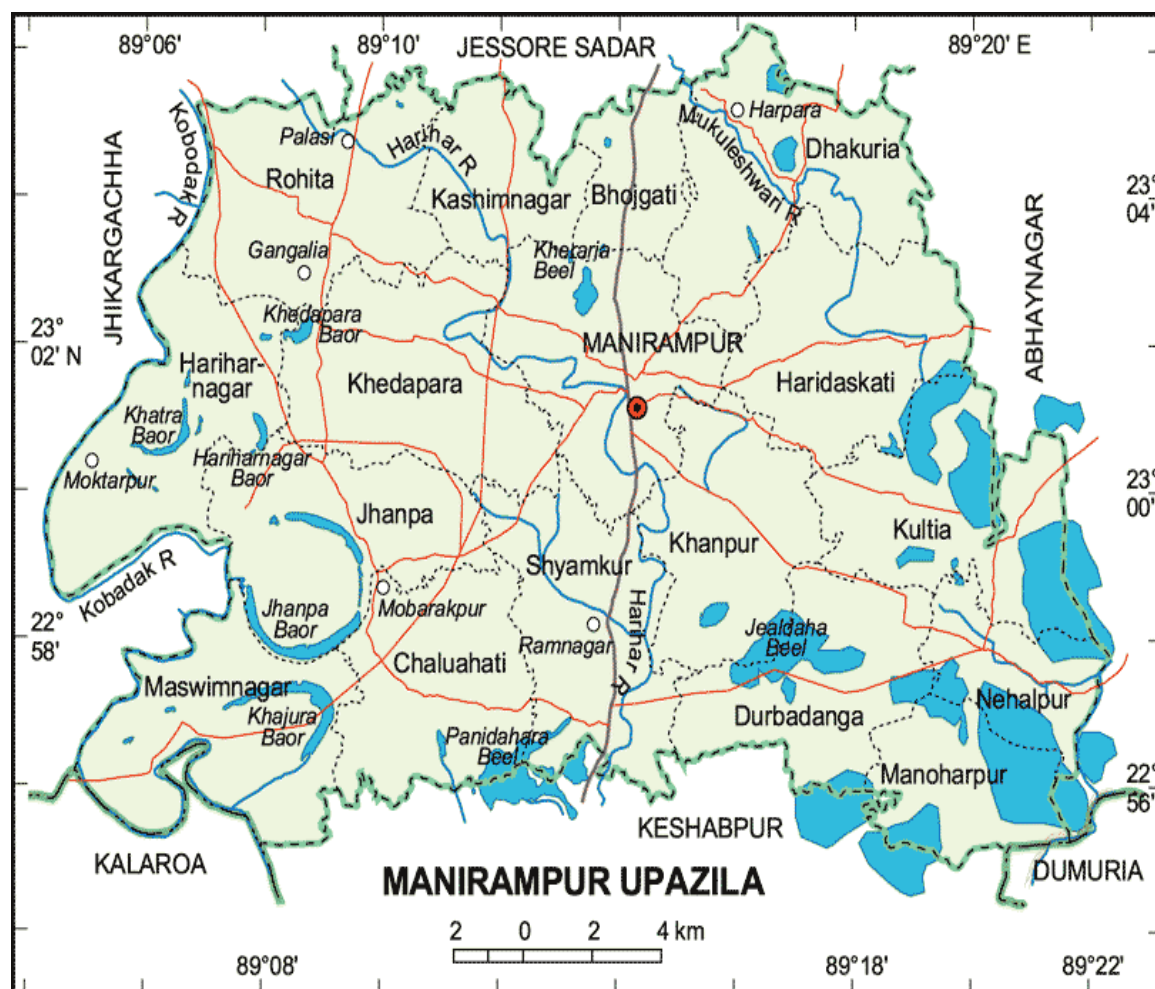 89°06'
89°10'
JESSORE SADAR
89°20' E
Kobodak R
JHIKARGACHHA
Palasi
Harihar R
Rohita
Kashimnagar
Bhojgati
Mukuleshwari R
Harpara
Dhakuria
23°
04'
ABHAYNAGAR
Gangalia
Khedapara
Baor
23°
02' N
MANIRAMPUR
Harihar-
nagar
Khedapara
Haridaskati
Khatra
Baor
Hariharnagar
Baor
Moktarpur
23°
00'
Jhanpa
Kultia
Khanpur
Shyamkur
Kobadak R
Jhanpa
Baor
Mobarakpur
Ramnagar
Harihar R
Jealdaha
Beel
22°
58'
Chaluahati
Maswimnagar
Khajura
Baor
Panidahara
Beel
Durbadanga
Nehalpur
Manoharpur
22°
56'
KESHABPUR
KALAROA
DUMURIA
MANIRAMPUR UPAZILA
2 0 2 4 km
89°08'
89°18'
89°22'